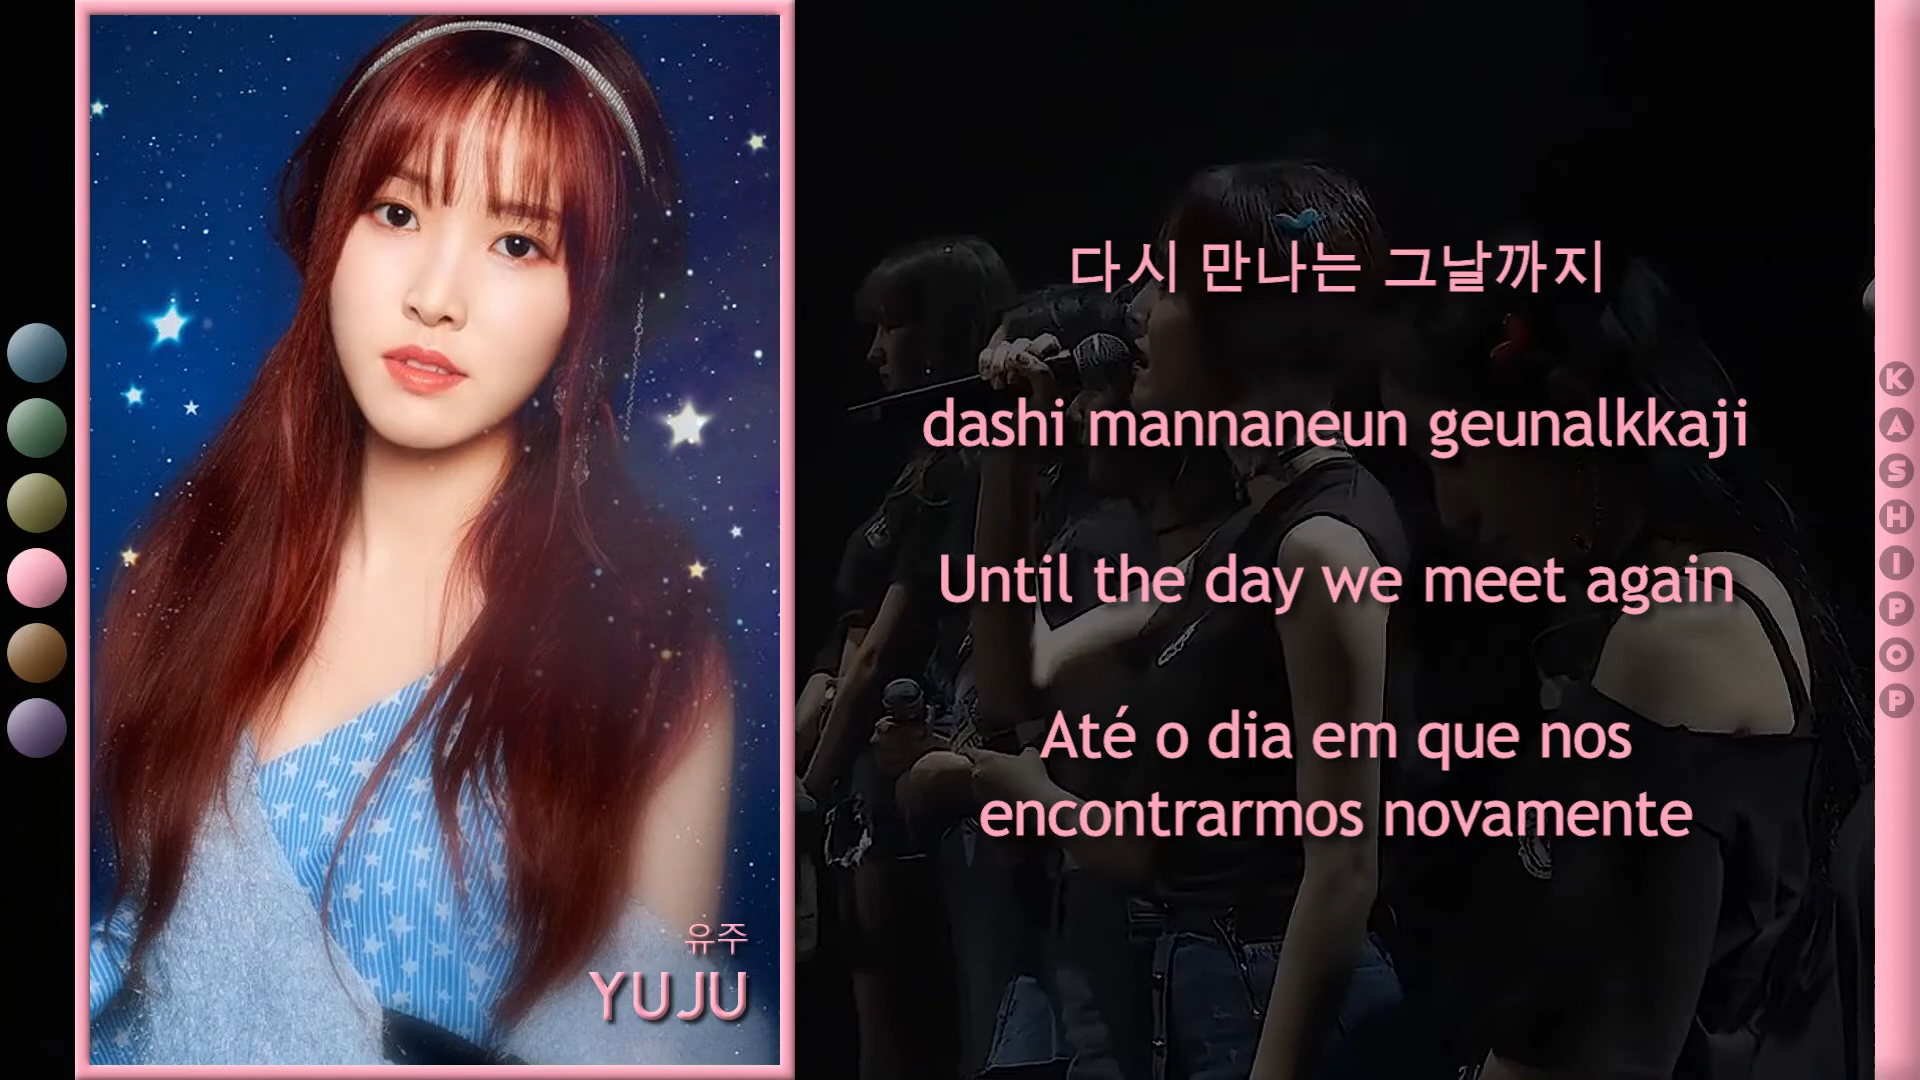 다시 만나는 그날까지
dashi mannaneun geunalkkaji
Until the day we meet again
Até o dia em que nos
encontrarmos novamente
유주
YUJU
KASHIPOP